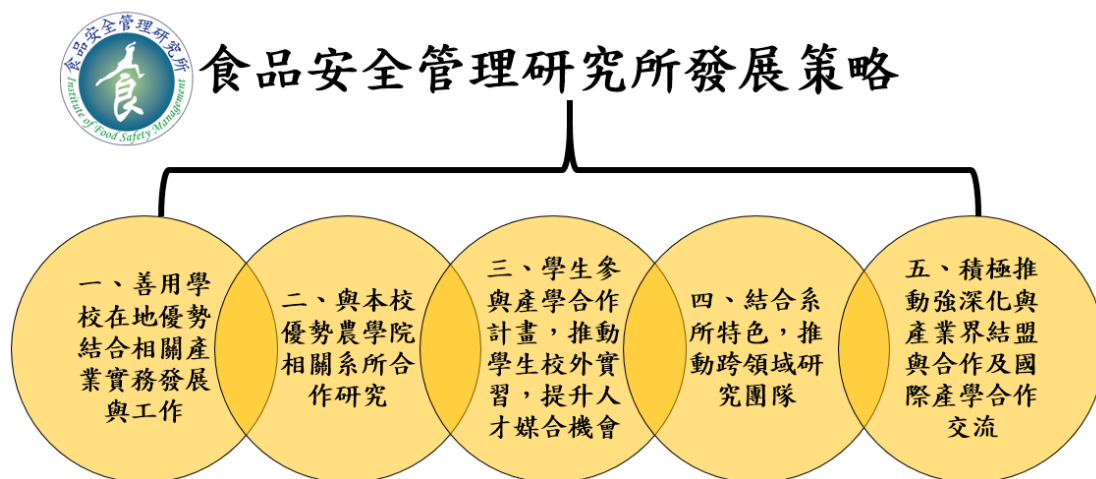 食品安全管理研究所
食
Institute of Food Safety Management
食品安全管理研究所發展策略
一、善用學
校在地優勢
結合相關產
業實務發展
與工作
二、與本校
優勢農學院
相關系所合
作研究
三、學生參
與產學合作
計畫，推動
學生校外實
習，提升人
才媒合機會
四、結合系
所特色，推
動跨領域研
究團隊
五、積極推
動強深化與
產業界結盟
與合作及國
際產學合作
交流